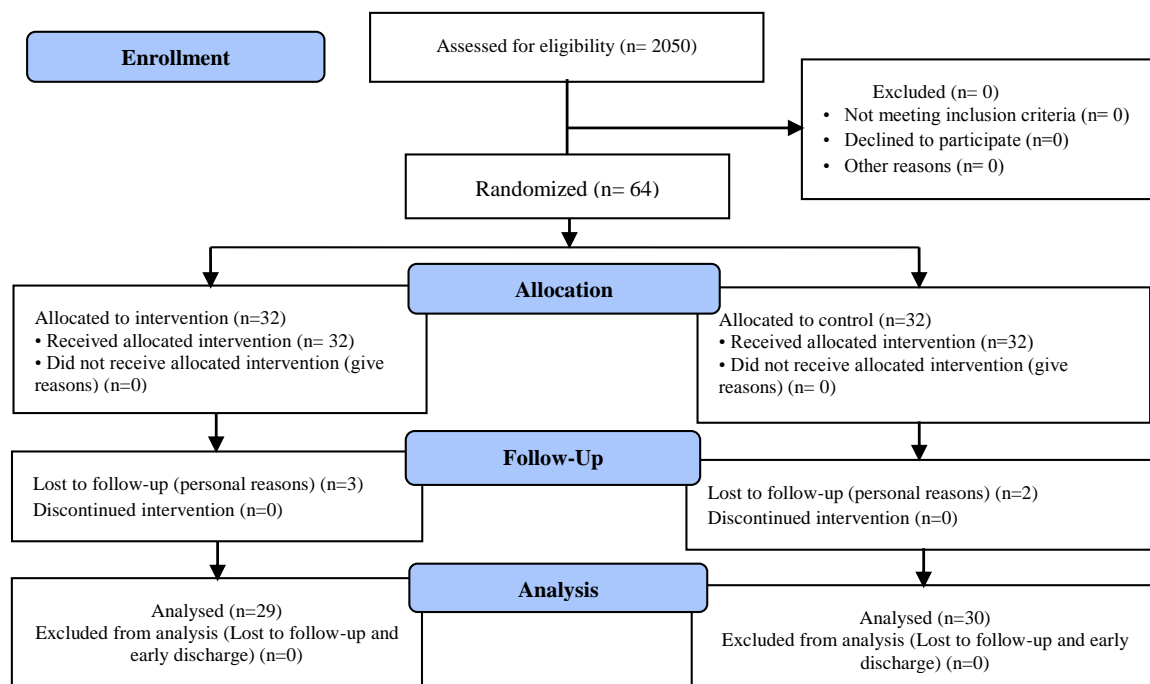 Enrollment
Assessed for eligibility (n= 2050)
Excluded (n= 0)
• Not meeting inclusion criteria (n= 0)
• Declined to participate (n=0)
• Other reasons (n= 0)
Randomized (n= 64)
Allocation
Allocated to intervention (n=32)
• Received allocated intervention (n= 32)
• Did not receive allocated intervention (give
reasons) (n=0)
Allocated to control (n=32)
• Received allocated intervention (n=32)
• Did not receive allocated intervention (give
reasons) (n= 0)
Follow-Up
Lost to follow-up (personal reasons) (n=3)
Discontinued intervention (n=0)
Lost to follow-up (personal reasons) (n=2)
Discontinued intervention (n=0)
Analysis
Analysed (n=29)
Excluded from analysis (Lost to follow-up and
early discharge) (n=0)
Analysed (n=30)
Excluded from analysis (Lost to follow-up and early
discharge) (n=0)